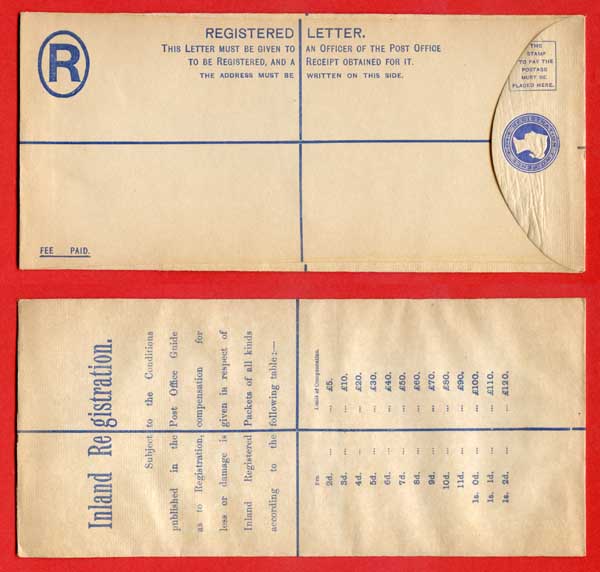 R
REGISTERED LETTER.
THIS LETTER MUST BE GIVEN TO AN OFFICER OF THE POST OFFICE
TO BE REGISTERED, AND A RECEIPT OBTAINED FOR IT.
THE ADDRESS MUST BE WRITTEN ON THIS SIDE.
THE
STAMP
TO PAY THE
POSTAGE
MUST BE
PLACED HERE.
FEE PAID.
Inland Registration.
Subject to the Conditions
published in the Post Office Guide
as to Registration, compensation for
loss or damage is given in respect of
Inland Registered Packets of all kinds
according to the following table:—
Fee Limit of Compensation.
2d. ... ... £5.
3d. ... ... £10.
4d. ... ... £20.
5d. ... ... £30.
6d. ... ... £40.
7d. ... ... £50.
8d. ... ... £60.
9d. ... ... £70.
10d. ... ... £80.
11d. ... ... £90.
1s. 0d. ... ... £100.
1s. 1d. ... ... £110.
1s. 2d. ... ... £120.